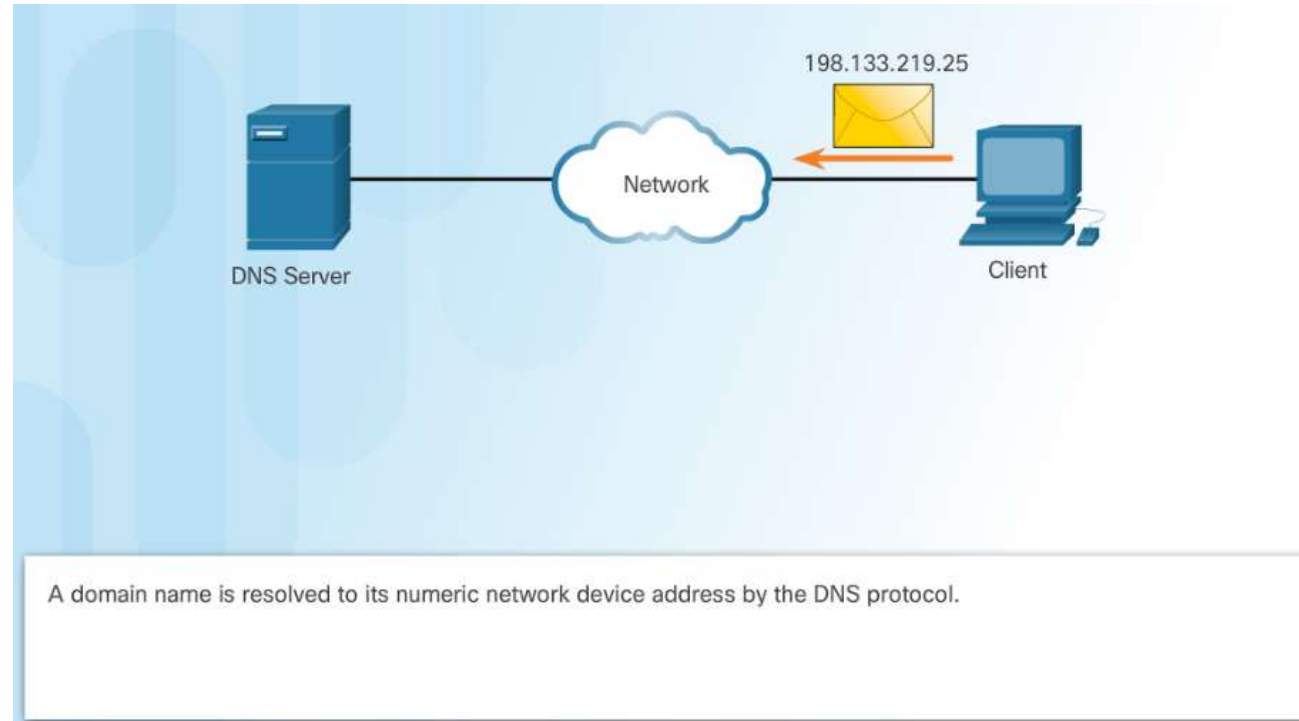 198.133.219.25
Network
DNS Server
Client
A domain name is resolved to its numeric network device address by the DNS protocol.